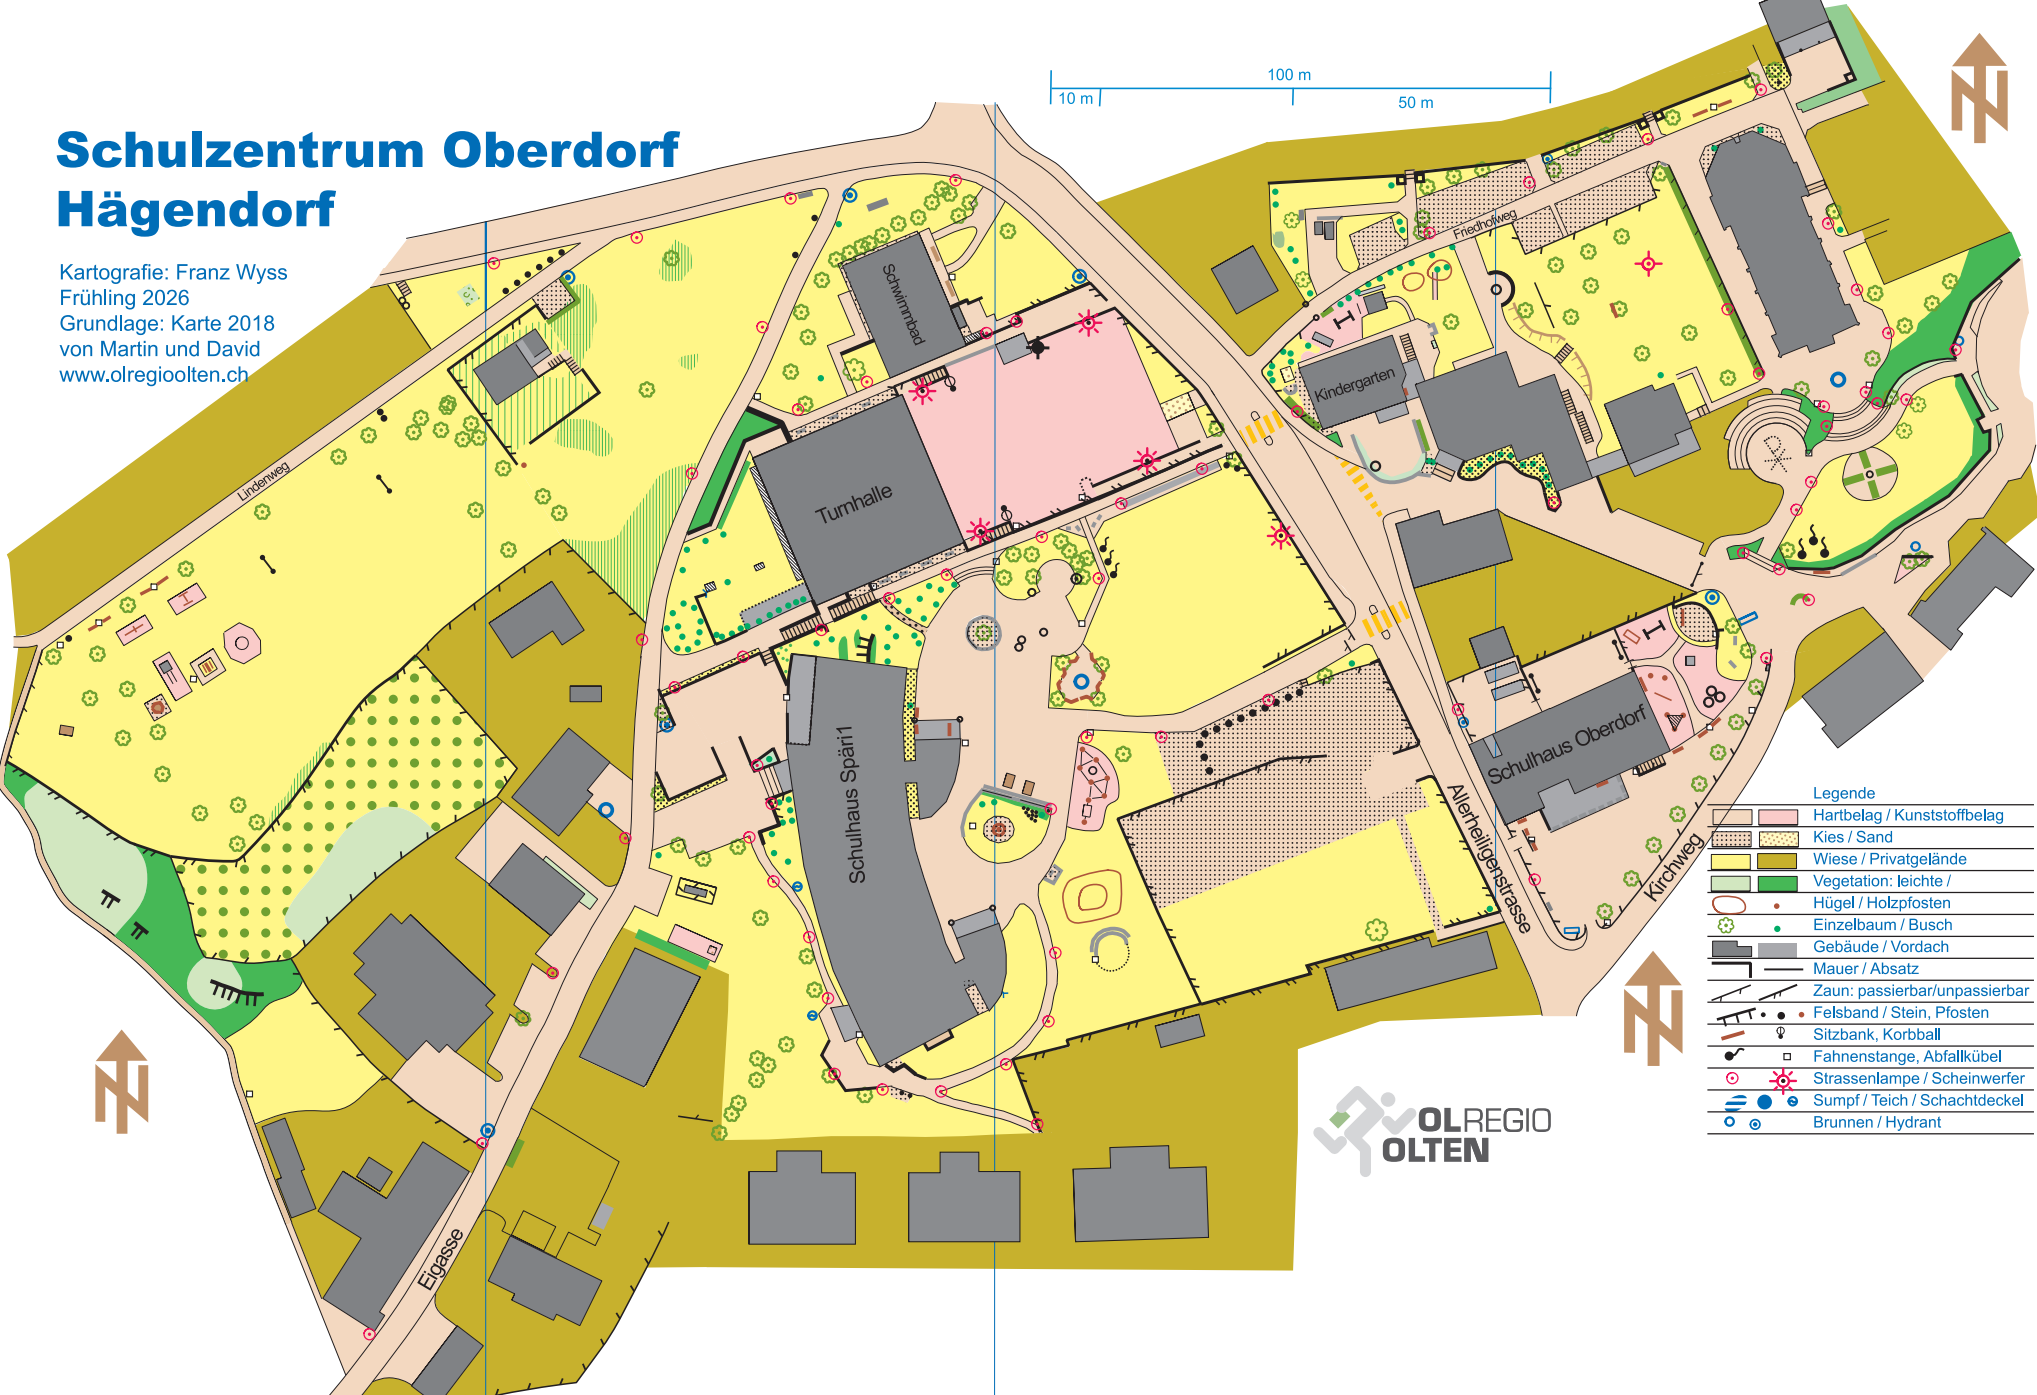 Schulzentrum Oberdorf
Hägendorf
Kartografie: Franz Wyss
Frühling 2026
Grundlage: Karte 2018
von Martin und David
www.olregioolten.ch
100 m
10 m
50 m
N
Friedhofweg
Schwimmbad
Kindergarten
Lindenweg
Turnhalle
Schulhaus Späri1
Schulhaus Oberdorf
Allerheiligenstrasse
Kirchweg
Eigasse
N
N
Legende
Hartbelag / Kunststoffbelag
Kies / Sand
Wiese / Privatgelände
Vegetation: leichte /
Hügel / Holzpfosten
Einzelbaum / Busch
Gebäude / Vordach
Mauer / Absatz
Zaun: passierbar/unpassierbar
Felsband / Stein, Pfosten
Sitzbank, Korbball
Fahnenstange, Abfallkübel
Strassenlampe / Scheinwerfer
Sumpf / Teich / Schachtdeckel
Brunnen / Hydrant
OLREGIO
OLTEN